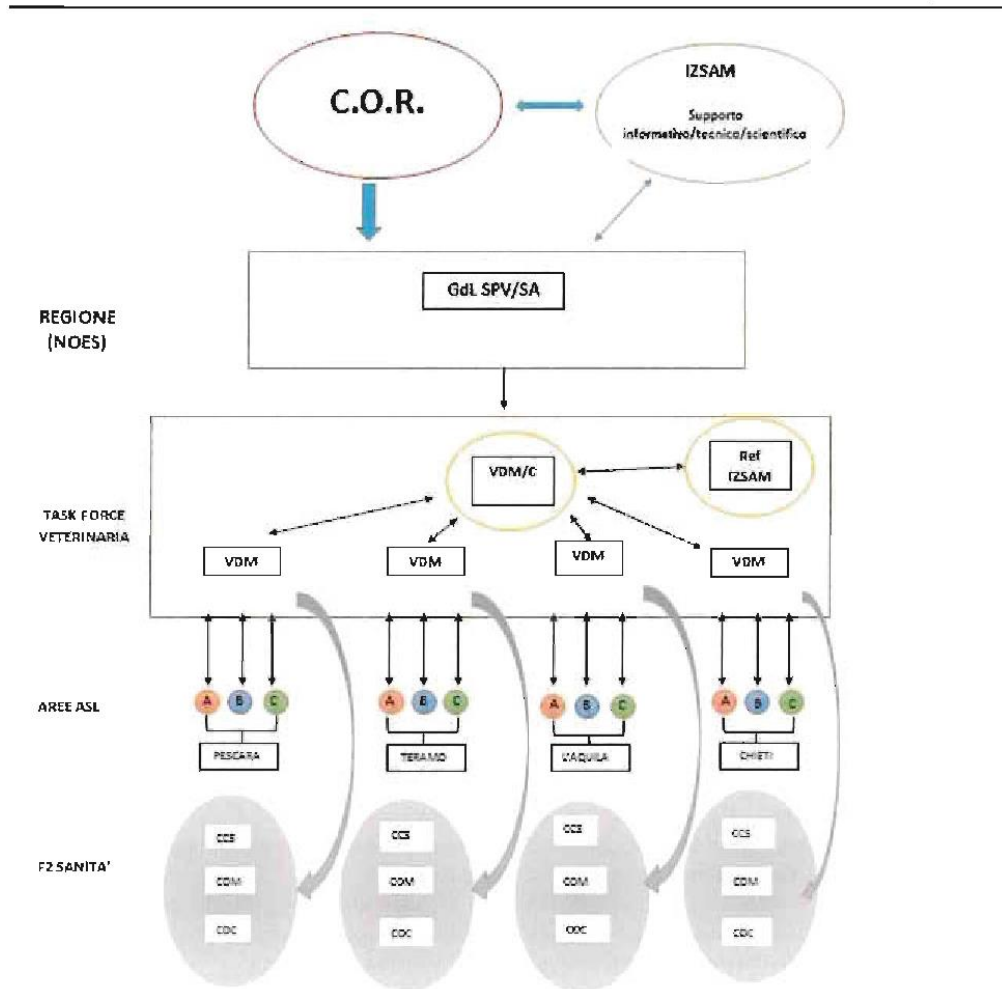 C.O.R.
IZSAM
Supporto
informativo/tecnico/scientifico
GdL SPV/SA
REGIONE
(NOES)
VDM/C
Ref
IZSAM
TASK FORCE
VETERINARIA
VDM VDM VDM VDM
AREE ASL
A B C A B C A B C A B C
PESCARA TERAMO L'AQUILA CHIETI
CCS CCS CCS CCS
F2 SANITA'
COM COM COM COM
COC COC COC COC